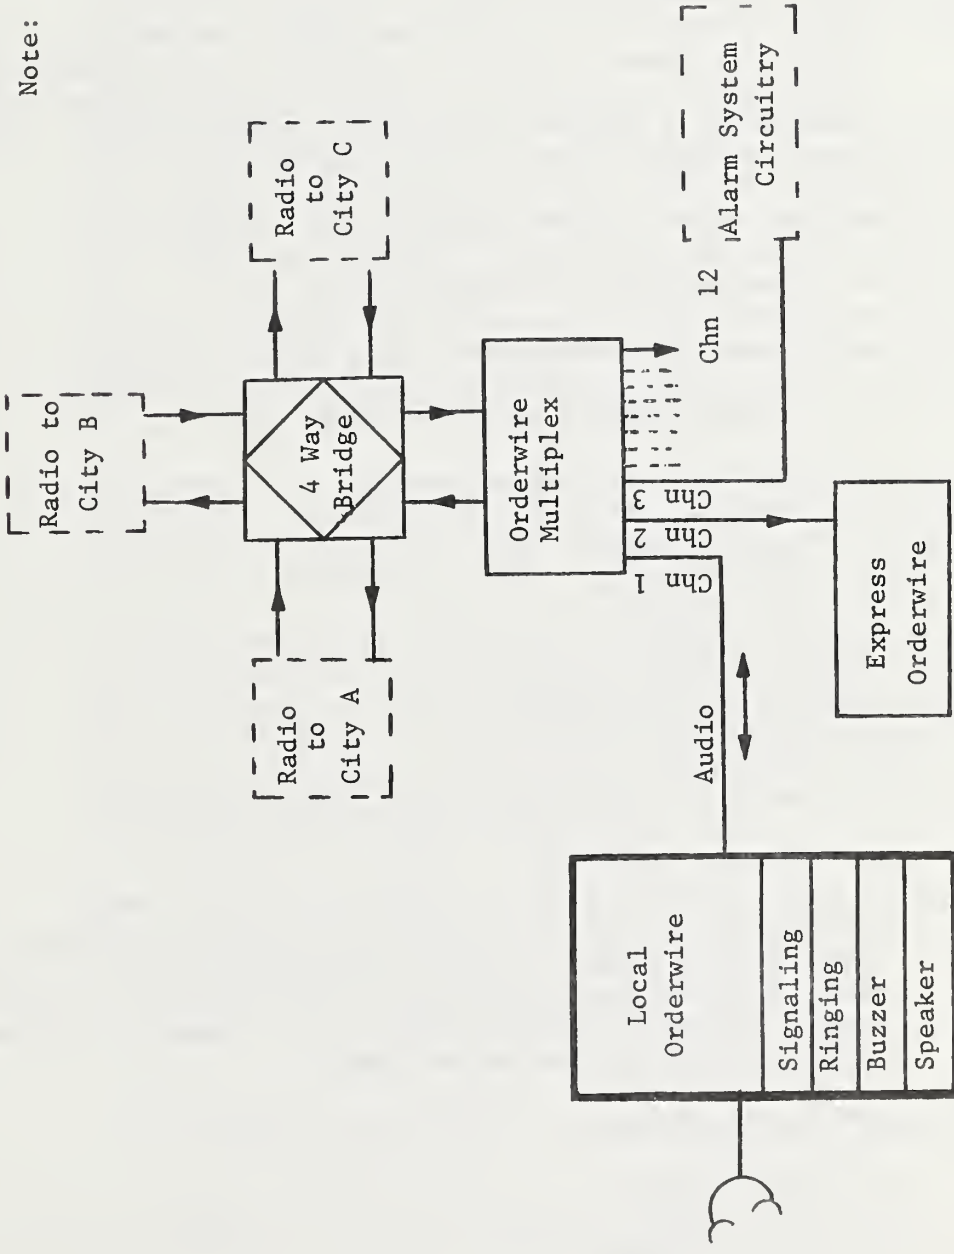 Note:
Radio to
City B
Radio
to
City A
Radio
to
City C
4 Way
Bridge
Orderwire
Multiplex
Chn 1
Chn 2
Chn 3
Chn 12
Alarm System
Circuitry
Audio
Express
Orderwire
Local
Orderwire
Signaling
Ringing
Buzzer
Speaker